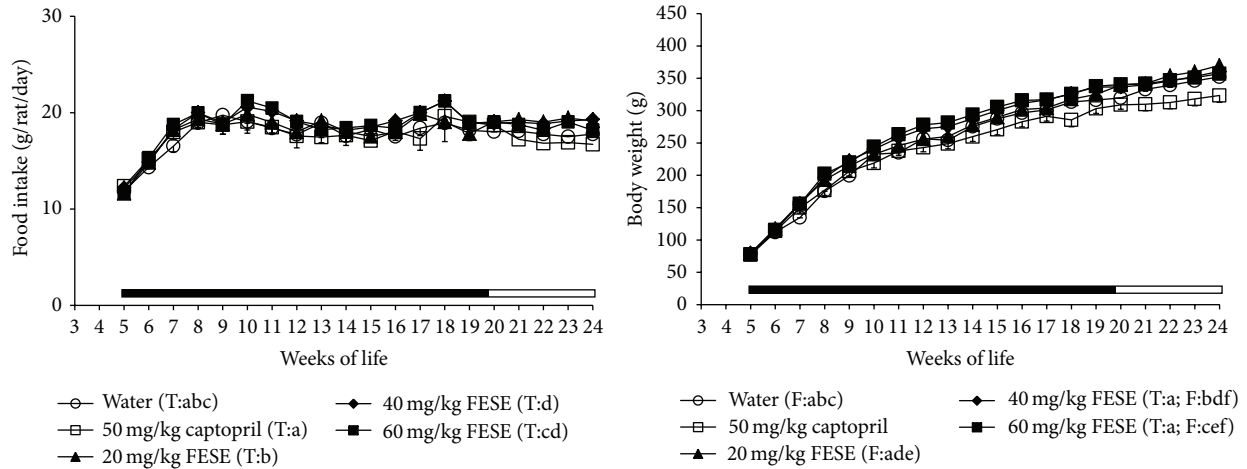 30
20
10
0
Food intake (g/rat/day)
3 4 5 6 7 8 9 10 11 12 13 14 15 16 17 18 19 20 21 22 23 24
Weeks of life
Water (T:abc)
50 mg/kg captopril (T:a)
20 mg/kg FESE (T:b)
40 mg/kg FESE (T:d)
60 mg/kg FESE (T:cd)
450
400
350
300
250
200
150
100
50
0
Body weight (g)
3 4 5 6 7 8 9 10 11 12 13 14 15 16 17 18 19 20 21 22 23 24
Weeks of life
Water (F:abc)
50 mg/kg captopril
20 mg/kg FESE (F:ade)
40 mg/kg FESE (T:a; F:bdf)
60 mg/kg FESE (T:a; F:cef)